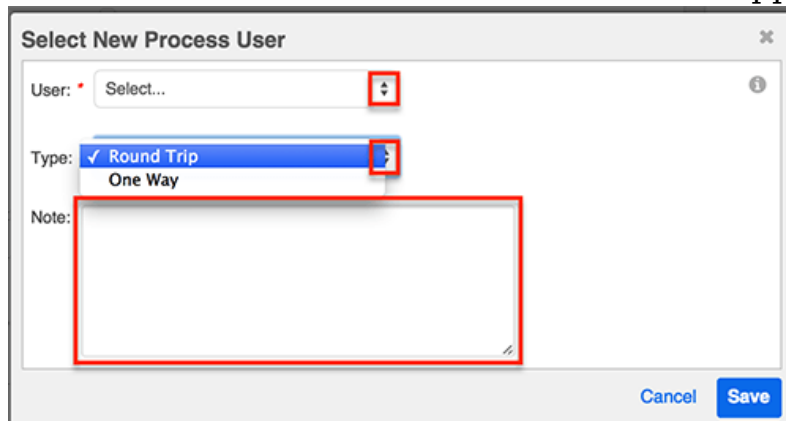 Select New Process User
User: * Select...
Type: ✓ Round Trip
One Way
Note:
Cancel Save